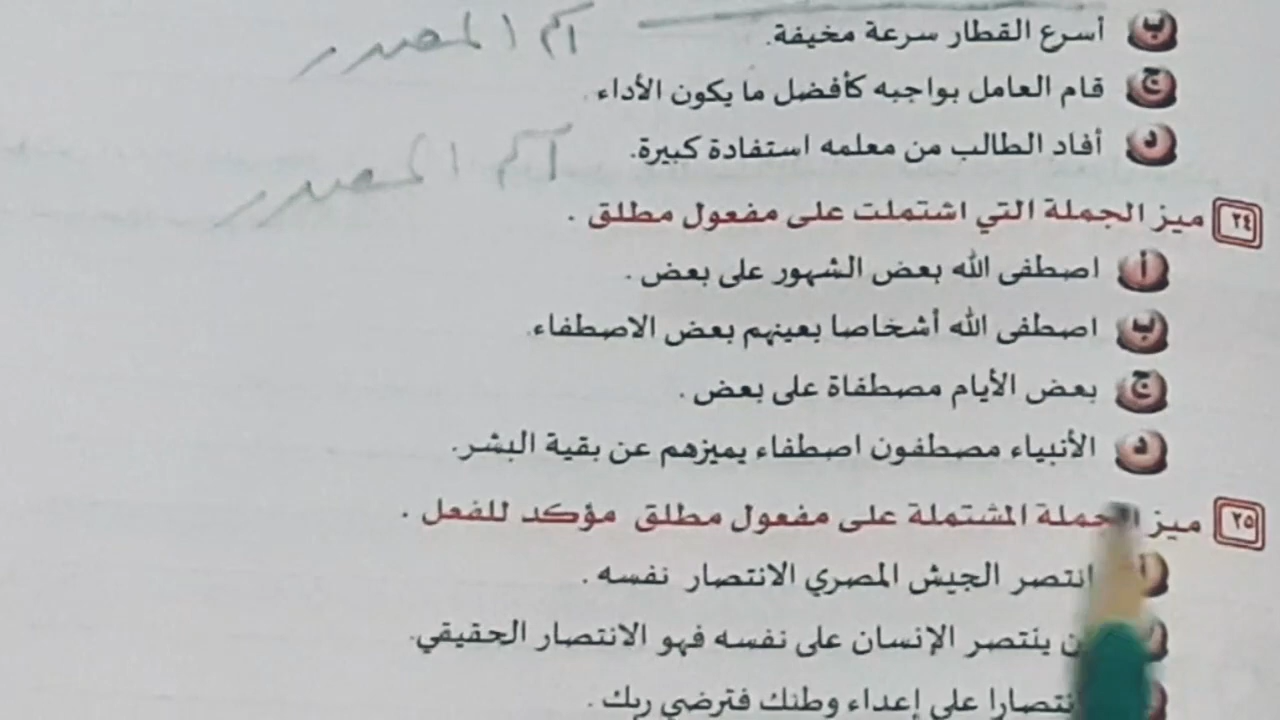 ب أسرع القطار سرعة مخيفة.
المصدر
ج قام العامل بواجبه كأفضل ما يكون الأداء.
د أفاد الطالب من معلمه استفادة كبيرة.
المصدر
٢٤ ميز الجملة التي اشتملت على مفعول مطلق .
أ اصطفى الله بعض الشهور على بعض .
ب اصطفى الله أشخاصا بعينهم بعض الاصطفاء.
ج بعض الأيام مصطفاة على بعض .
د الأنبياء مصطفون اصطفاء يميزهم عن بقية البشر.
٢٥ ميز الجملة المشتملة على مفعول مطلق مؤكد للفعل .
انتصر الجيش المصري الانتصار نفسه .
ينتصر الإنسان على نفسه فهو الانتصار الحقيقي.
على إعداء وطنك فترضي ربك .